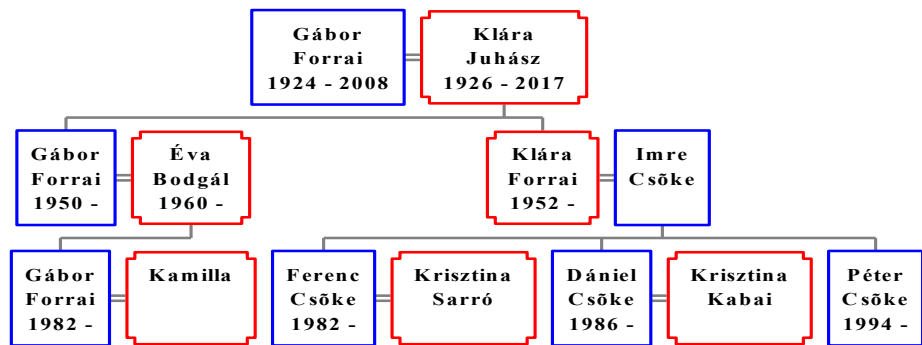 Gábor
Forrai
1924 - 2008
Klára
Juhász
1926 - 2017
Gábor
Forrai
1950 -
Éva
Bodgál
1960 -
Klára
Forrai
1952 -
Imre
Csõke
Gábor
Forrai
1982 -
Kamilla
Ferenc
Csõke
1982 -
Krisztina
Sarró
Dániel
Csõke
1986 -
Krisztina
Kabai
Péter
Csõke
1994 -